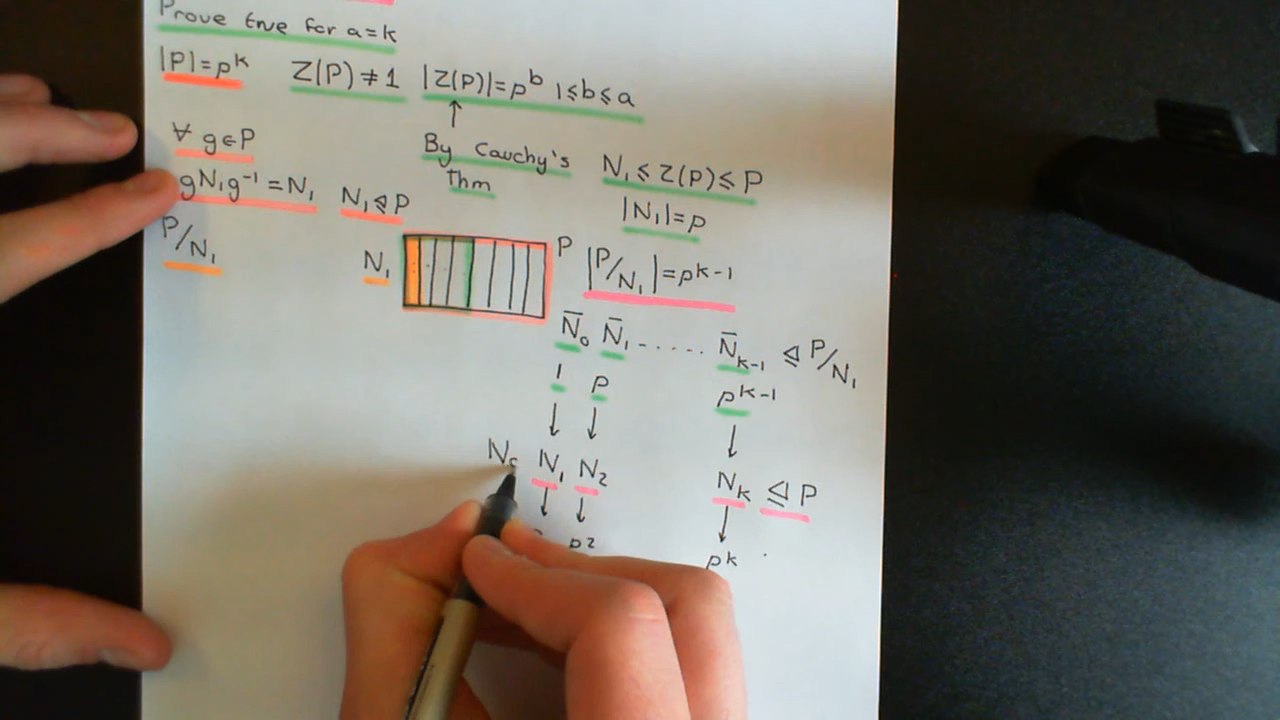 Prove true for a=k
|P|=p^k Z(P)≠1 |Z(P)|=p^b 1≤b≤a
↑
∀ g∈P By Cauchy's Thm N₁≤Z(P)≤P
gN₁g⁻¹=N₁ N₁⊴P |N₁|=p
P/N₁ N₁ P |P/N₁|=p^(k-1)
N̄₀ N̄₁ ...... N̄_(k-1) ⊴ P/N₁
1 p p^(k-1)
↓ ↓ ↓
N₀ N₁ N₂ N_k ⊴ P
↓ ↓ ↓
p² p^k